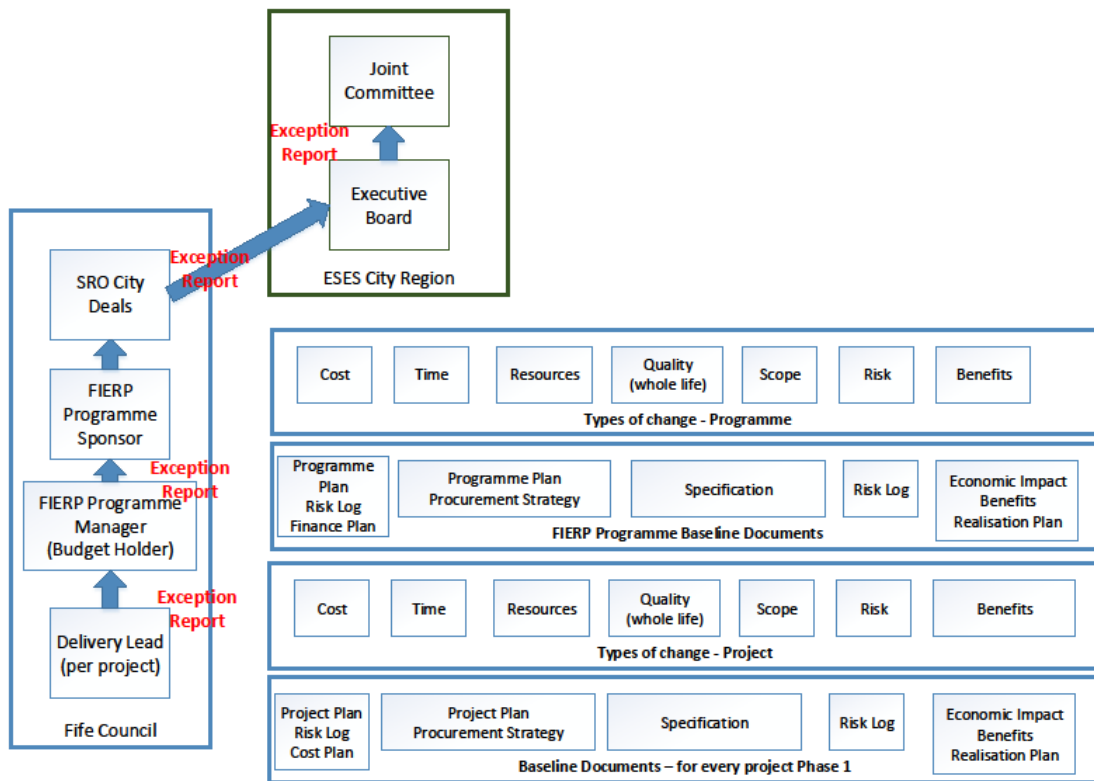 Joint
Committee
Exception
Report
Executive
Board
ESES City Region
SRO City
Deals
Exception
Report
FIERP
Programme
Sponsor
Exception
Report
FIERP Programme
Manager
(Budget Holder)
Exception
Report
Delivery Lead
(per project)
Fife Council
Cost
Time
Resources
Quality
(whole life)
Scope
Risk
Benefits
Types of change - Programme
Programme
Plan
Risk Log
Finance Plan
Programme Plan
Procurement Strategy
Specification
Risk Log
Economic Impact
Benefits
Realisation Plan
FIERP Programme Baseline Documents
Cost
Time
Resources
Quality
(whole life)
Scope
Risk
Benefits
Types of change - Project
Project Plan
Risk Log
Cost Plan
Project Plan
Procurement Strategy
Specification
Risk Log
Economic Impact
Benefits
Realisation Plan
Baseline Documents – for every project Phase 1